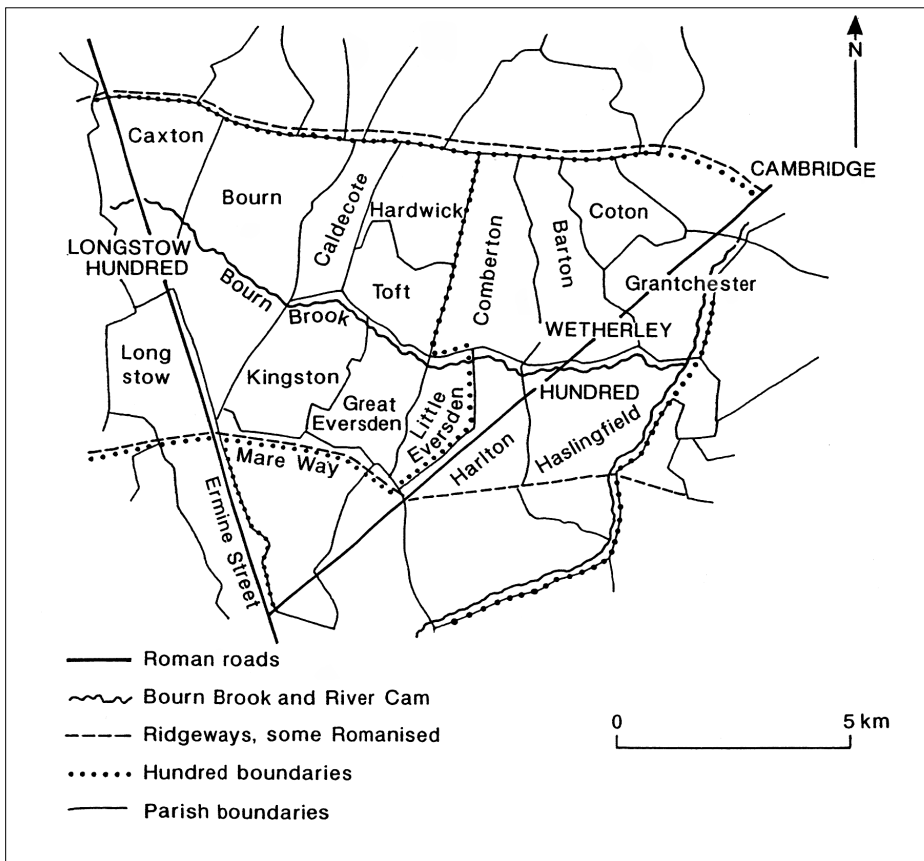 N
CAMBRIDGE
Caxton
Bourn
Caldecote
Hardwick
Comberton
Barton
Coton
LONGSTOW
HUNDRED
Bourn
Brook
Toft
Grantchester
WETHERLEY
HUNDRED
Long
stow
Kingston
Great
Eversden
Little
Eversden
Harlton
Haslingfield
Mare Way
Ermine Street
Roman roads
Bourn Brook and River Cam
Ridgeways, some Romanised
Hundred boundaries
Parish boundaries
0
5 km